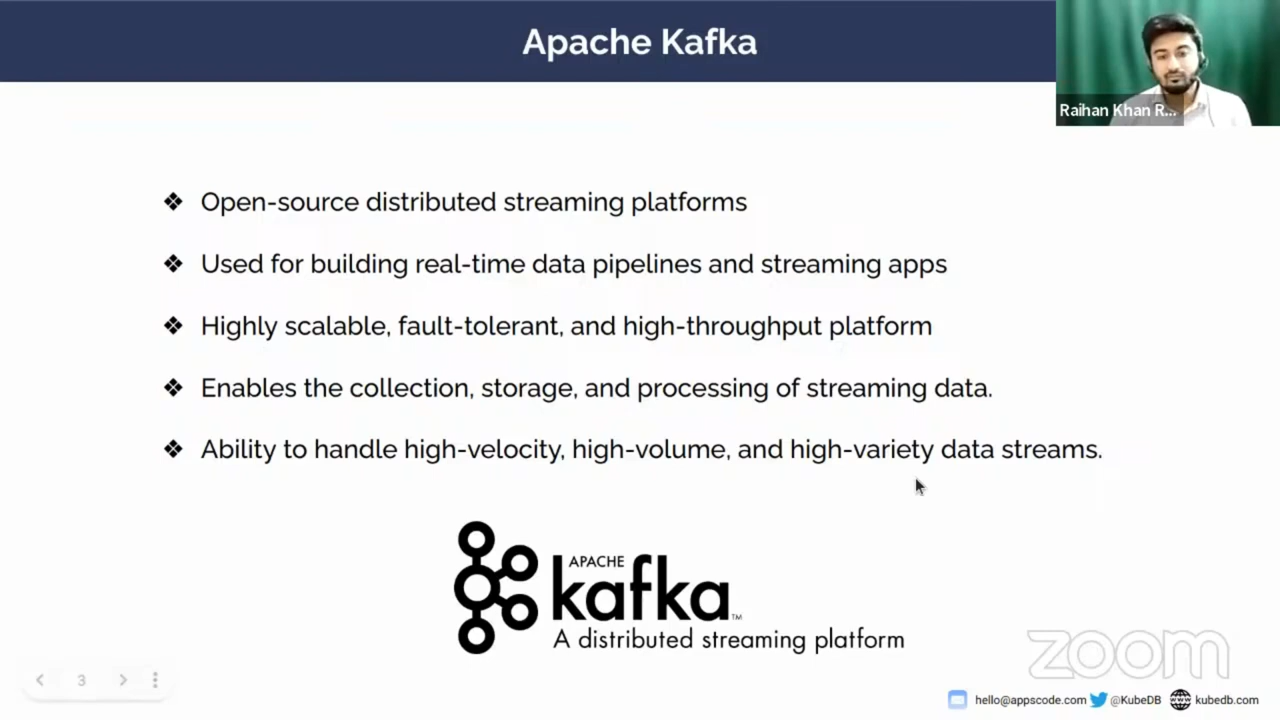 Apache Kafka
Raihan Khan R...
❖ Open-source distributed streaming platforms
❖ Used for building real-time data pipelines and streaming apps
❖ Highly scalable, fault-tolerant, and high-throughput platform
❖ Enables the collection, storage, and processing of streaming data.
❖ Ability to handle high-velocity, high-volume, and high-variety data streams.
APACHE
kafka™
A distributed streaming platform
zoom
3
hello@appscode.com @KubeDB WWW kubedb.com